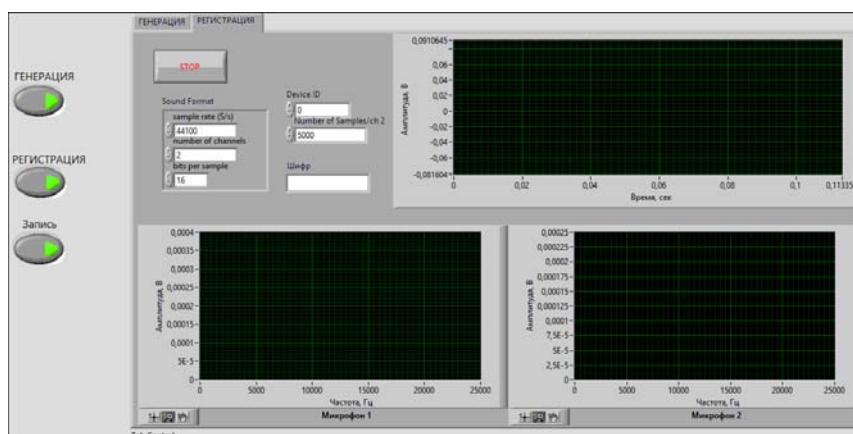 ГЕНЕРАЦИЯ РЕГИСТРАЦИЯ
ГЕНЕРАЦИЯ
РЕГИСТРАЦИЯ
Запись
STOP
Sound Format
sample rate (S/s)
44100
number of channels
2
bits per sample
16
Device ID
0
Number of Samples/ch 2
5000
Шифр
Амплитуда, В
0,0910645
0,06
0,04
0,02
0
-0,02
-0,04
-0,06
-0,081604
0 0,02 0,04 0,06 0,08 0,1 0,11335
Время, сек
Амплитуда, В
0,0004
0,00035
0,0003
0,00025
0,0002
0,00015
0,0001
5E-5
0
0 5000 10000 15000 20000 25000
Частота, Гц
Микрофон 1
Амплитуда, В
0,00025
0,000225
0,0002
0,000175
0,00015
0,000125
0,0001
7,5E-5
5E-5
2,5E-5
0
0 5000 10000 15000 20000 25000
Частота, Гц
Микрофон 2